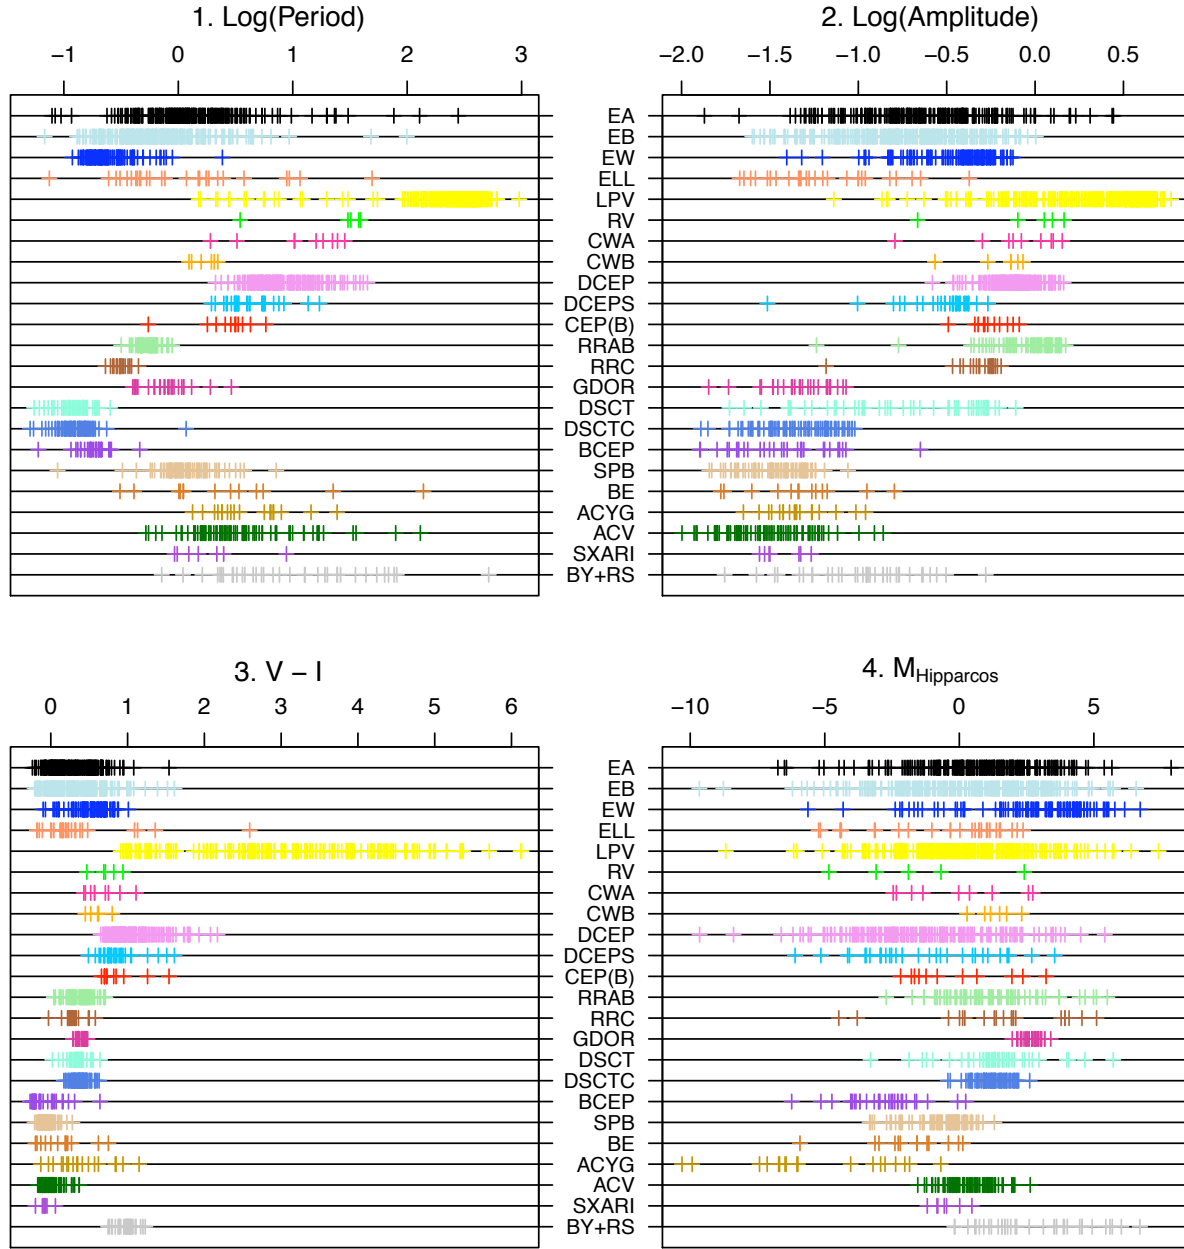 1. Log(Period) 2. Log(Amplitude)
−1 0 1 2 3 −2.0 −1.5 −1.0 −0.5 0.0 0.5
EA
EB
EW
ELL
LPV
RV
CWA
CWB
DCEP
DCEPS
CEP(B)
RRAB
RRC
GDOR
DSCT
DSCTC
BCEP
SPB
BE
ACYG
ACV
SXARI
BY+RS
3. V − I 4. MHipparcos
0 1 2 3 4 5 6 −10 −5 0 5
EA
EB
EW
ELL
LPV
RV
CWA
CWB
DCEP
DCEPS
CEP(B)
RRAB
RRC
GDOR
DSCT
DSCTC
BCEP
SPB
BE
ACYG
ACV
SXARI
BY+RS